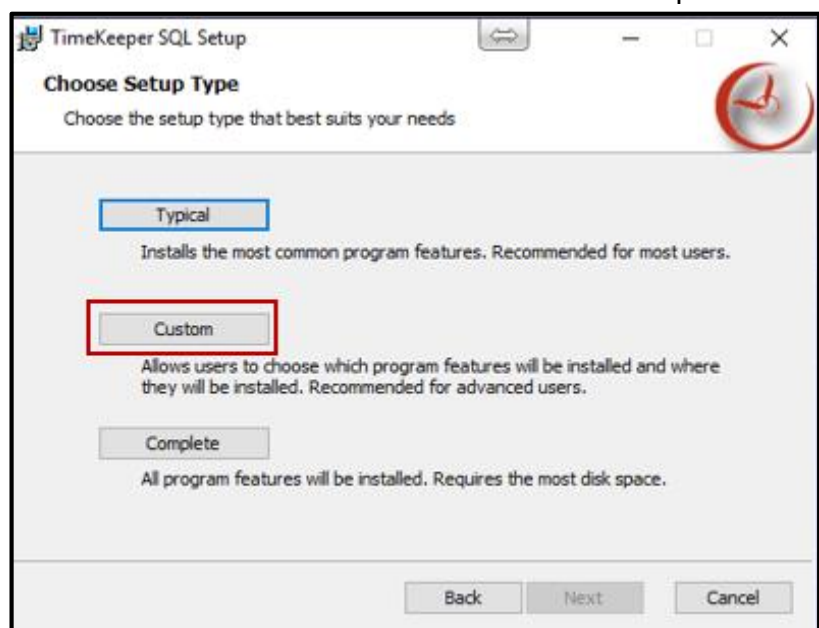 TimeKeeper SQL Setup
Choose Setup Type
Choose the setup type that best suits your needs
Typical
Installs the most common program features. Recommended for most users.
Custom
Allows users to choose which program features will be installed and where
they will be installed. Recommended for advanced users.
Complete
All program features will be installed. Requires the most disk space.
Back Next Cancel